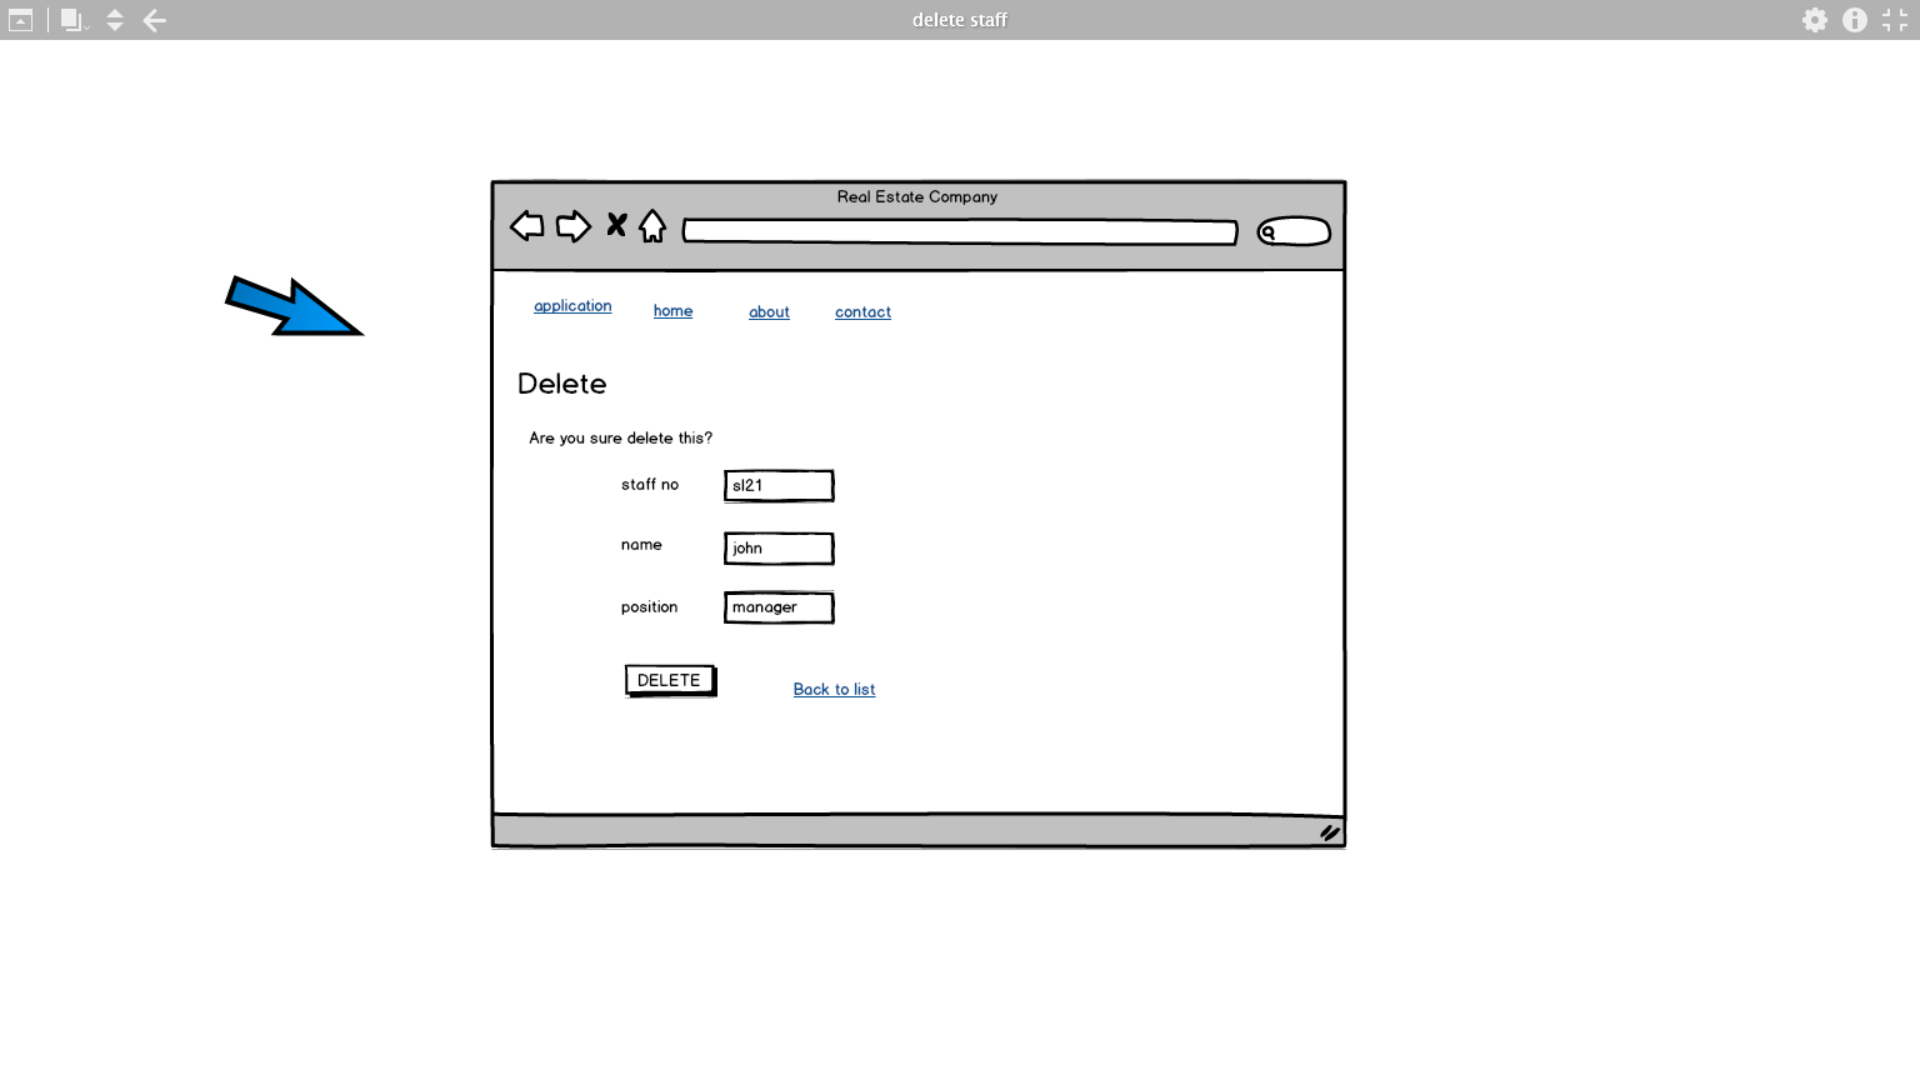 delete staff
Real Estate Company
application home about contact
Delete
Are you sure delete this?
staff no sl21
name john
position manager
DELETE Back to list